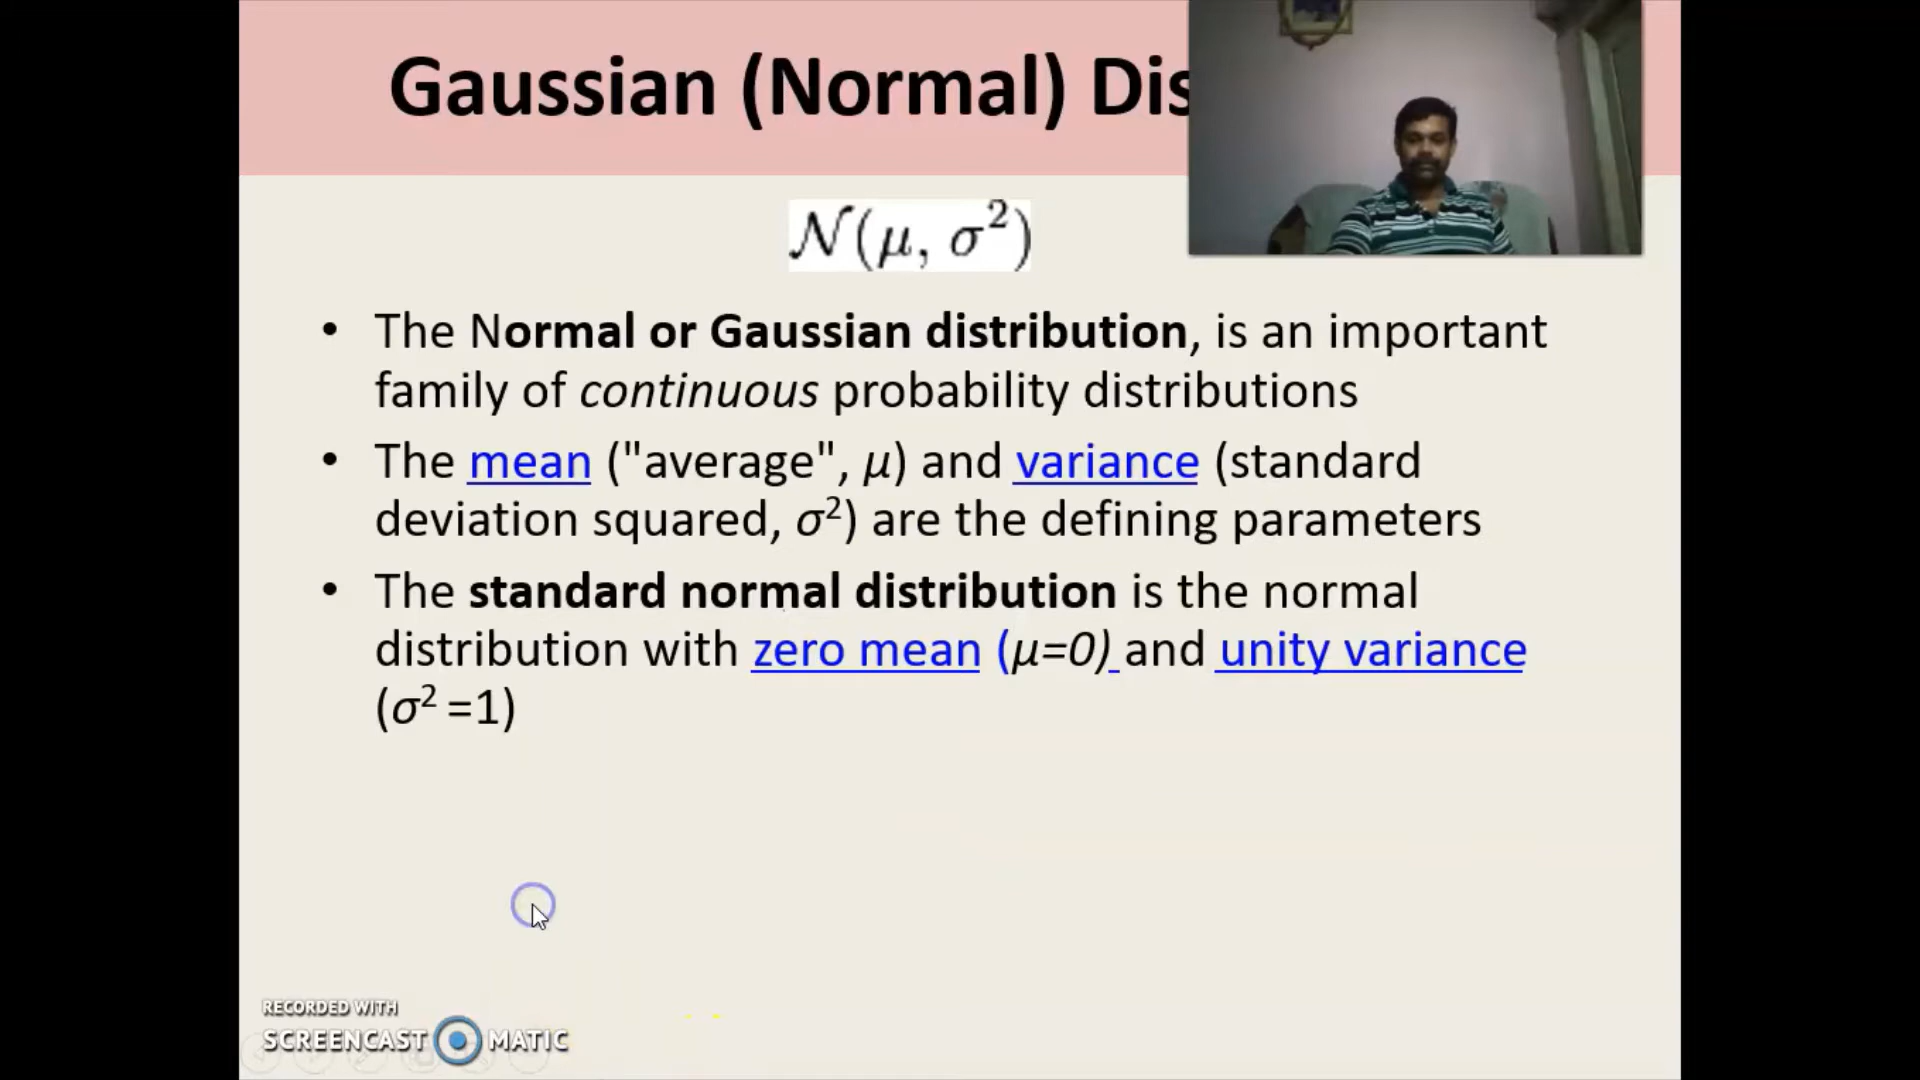 Gaussian (Normal) Dis
𝒩(μ, σ²)
• The Normal or Gaussian distribution, is an important
family of continuous probability distributions
• The mean ("average", μ) and variance (standard
deviation squared, σ²) are the defining parameters
• The standard normal distribution is the normal
distribution with zero mean (μ=0) and unity variance
(σ² =1)
RECORDED WITH
SCREENCAST MATIC